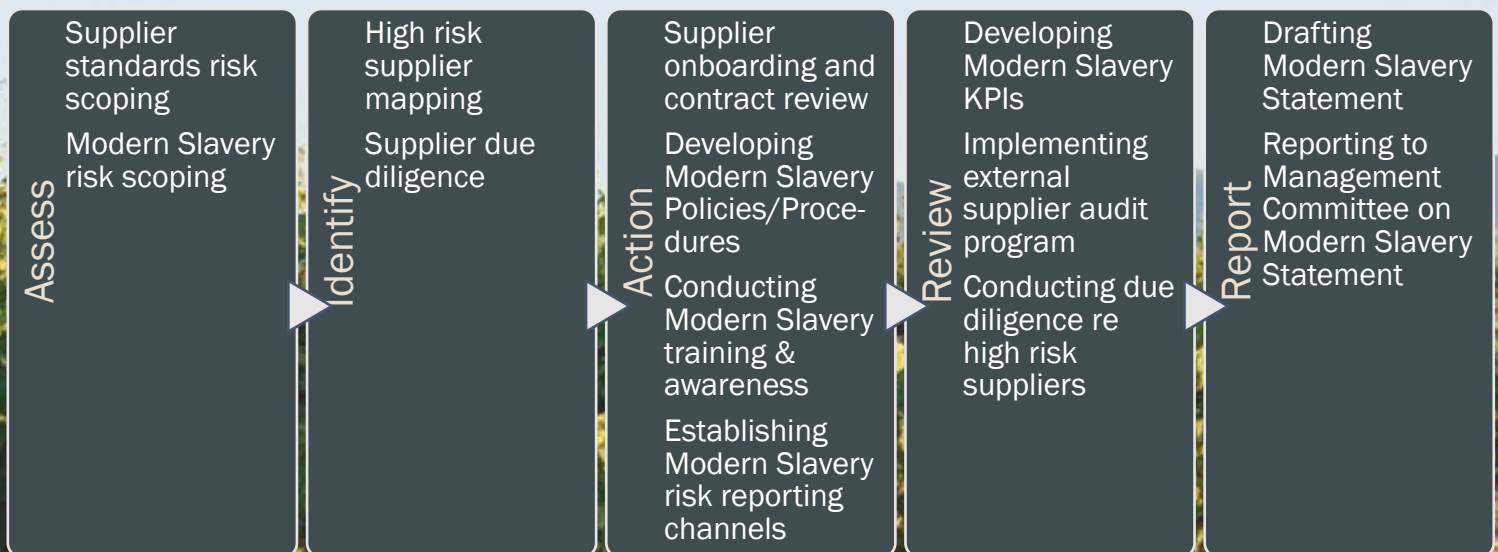 Assess
Supplier
standards risk
scoping
Modern Slavery
risk scoping
Identify
High risk
supplier
mapping
Supplier due
diligence
Action
Supplier
onboarding and
contract review
Developing
Modern Slavery
Policies/Proce-
dures
Conducting
Modern Slavery
training &
awareness
Establishing
Modern Slavery
risk reporting
channels
Review
Developing
Modern Slavery
KPIs
Implementing
external
supplier audit
program
Conducting due
diligence re
high risk
suppliers
Report
Drafting
Modern Slavery
Statement
Reporting to
Management
Committee on
Modern Slavery
Statement